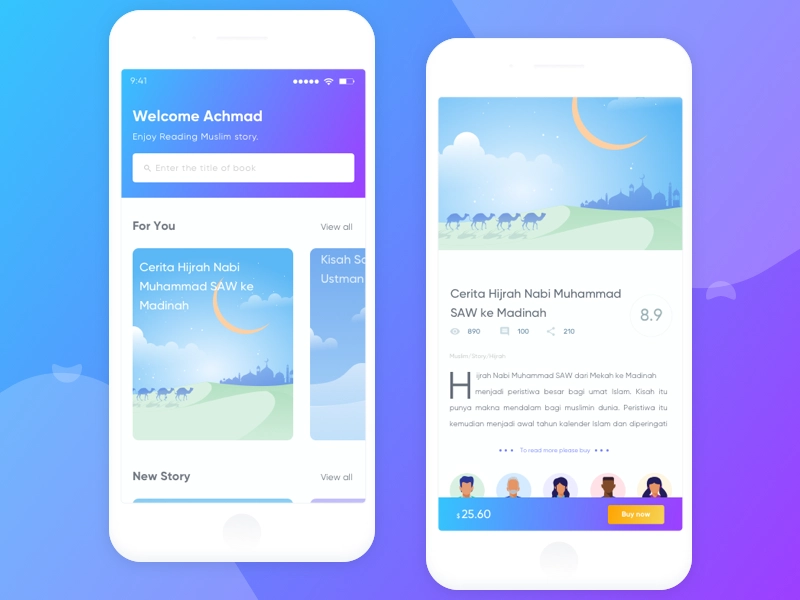 9:41
Welcome Achmad
Enjoy Reading Muslim story.
Enter the title of book
For You
View all
Cerita Hijrah Nabi
Muhammad SAW ke
Madinah
Kisah Sa
Ustman
New Story
View all
Cerita Hijrah Nabi Muhammad
SAW ke Madinah
8.9
890
100
210
Muslim/Story/Hijrah
Hijrah Nabi Muhammad SAW dari Mekah ke Madinah
menjadi peristiwa besar bagi umat Islam. Kisah itu
punya makna mendalam bagi muslimin dunia. Peristiwa itu
kemudian menjadi awal tahun kalender Islam dan diperingati
To read more please buy
$ 25.60
Buy now